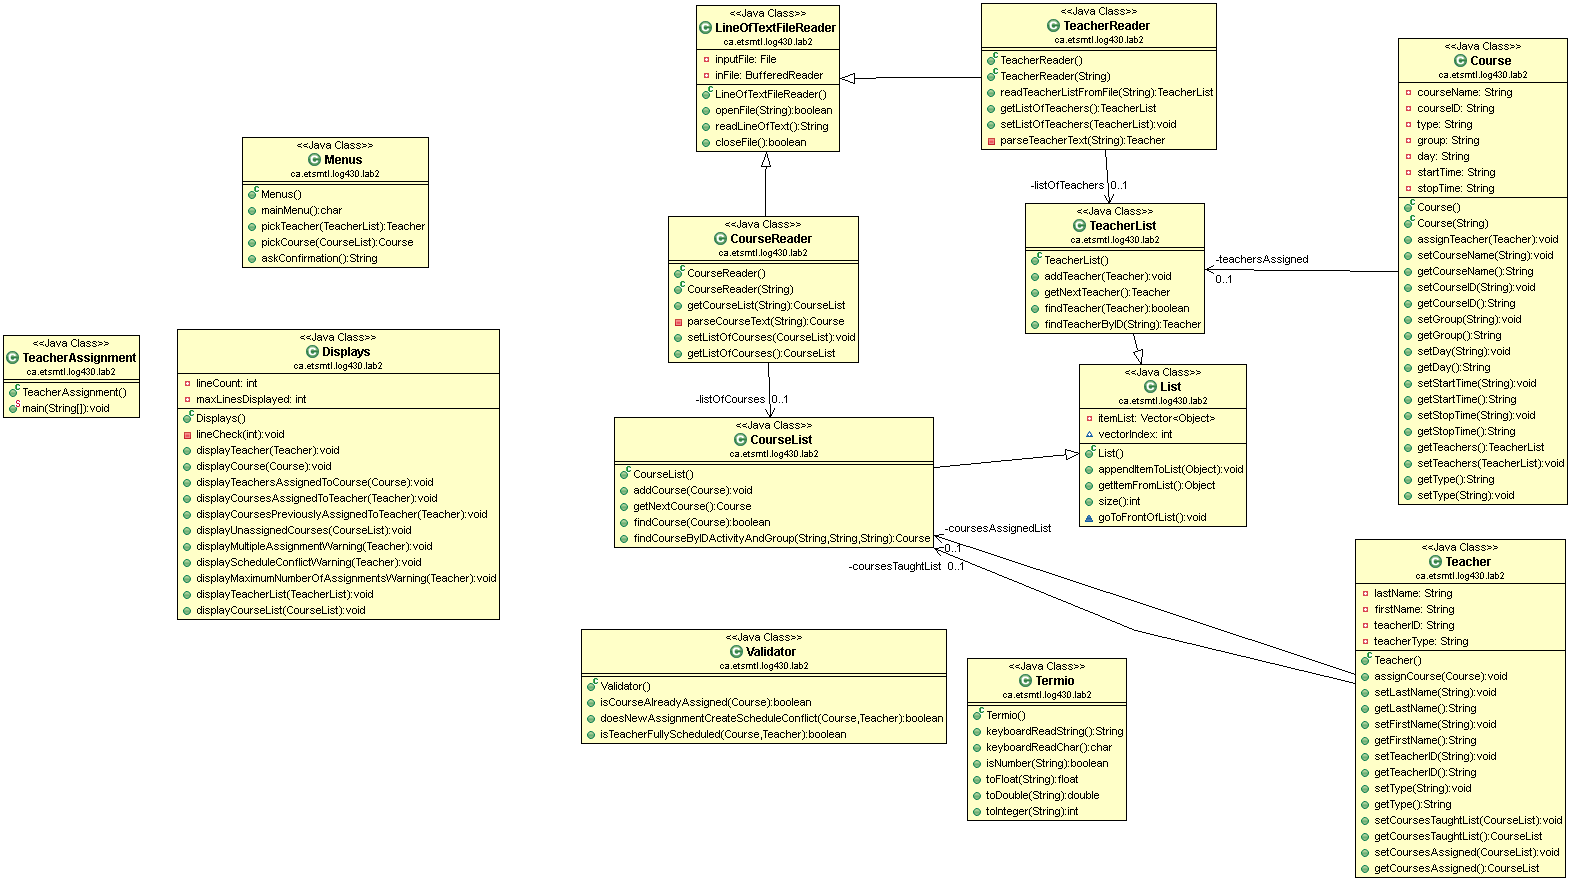 <<Java Class>>
LineOfTextFileReader
ca.etsmtl.log430.lab2
inputFile: File
inFile: BufferedReader
LineOfTextFileReader()
openFile(String):boolean
readLineOfText():String
closeFile():boolean
<<Java Class>>
TeacherReader
ca.etsmtl.log430.lab2
TeacherReader()
TeacherReader(String)
readTeacherListFromFile(String):TeacherList
getListOfTeachers():TeacherList
setListOfTeachers(TeacherList):void
parseTeacherText(String):Teacher
<<Java Class>>
Course
ca.etsmtl.log430.lab2
courseName: String
courseID: String
type: String
group: String
day: String
startTime: String
stopTime: String
Course()
Course(String)
assignTeacher(Teacher):void
setCourseName(String):void
getCourseName():String
setCourseID(String):void
getCourseID():String
setGroup(String):void
getGroup():String
setDay(String):void
getDay():String
setStartTime(String):void
getStartTime():String
setStopTime(String):void
getStopTime():String
getTeachers():TeacherList
setTeachers(TeacherList):void
getType():String
setType(String):void
<<Java Class>>
Menus
ca.etsmtl.log430.lab2
Menus()
mainMenu():char
pickTeacher(TeacherList):Teacher
pickCourse(CourseList):Course
askConfirmation():String
-listOfTeachers 0..1
<<Java Class>>
TeacherList
ca.etsmtl.log430.lab2
TeacherList()
addTeacher(Teacher):void
getNextTeacher():Teacher
findTeacher(Teacher):boolean
findTeacherByID(String):Teacher
-teachersAssigned
0..1
<<Java Class>>
CourseReader
ca.etsmtl.log430.lab2
CourseReader()
CourseReader(String)
getCourseList(String):CourseList
parseCourseText(String):Course
setListOfCourses(CourseList):void
getListOfCourses():CourseList
<<Java Class>>
TeacherAssignment
ca.etsmtl.log430.lab2
TeacherAssignment()
main(String[]):void
<<Java Class>>
Displays
ca.etsmtl.log430.lab2
lineCount: int
maxLinesDisplayed: int
Displays()
lineCheck(int):void
displayTeacher(Teacher):void
displayCourse(Course):void
displayTeachersAssignedToCourse(Course):void
displayCoursesAssignedToTeacher(Teacher):void
displayCoursesPreviouslyAssignedToTeacher(Teacher):void
displayUnassignedCourses(CourseList):void
displayMultipleAssignmentWarning(Teacher):void
displayScheduleConflictWarning(Teacher):void
displayMaximumNumberOfAssignmentsWarning(Teacher):void
displayTeacherList(TeacherList):void
displayCourseList(CourseList):void
<<Java Class>>
List
ca.etsmtl.log430.lab2
itemList: Vector<Object>
vectorIndex: int
List()
appendItemToList(Object):void
getItemFromList():Object
size():int
goToFrontOfList():void
-listOfCourses 0..1
<<Java Class>>
CourseList
ca.etsmtl.log430.lab2
CourseList()
addCourse(Course):void
getNextCourse():Course
findCourse(Course):boolean
findCourseByIDActivityAndGroup(String,String,String):Course
-coursesAssignedList
0..1
-coursesTaughtList 0..1
<<Java Class>>
Teacher
ca.etsmtl.log430.lab2
lastName: String
firstName: String
teacherID: String
teacherType: String
Teacher()
assignCourse(Course):void
setLastName(String):void
getLastName():String
setFirstName(String):void
getFirstName():String
setTeacherID(String):void
getTeacherID():String
setType(String):void
getType():String
setCoursesTaughtList(CourseList):void
getCoursesTaughtList():CourseList
setCoursesAssigned(CourseList):void
getCoursesAssigned():CourseList
<<Java Class>>
Validator
ca.etsmtl.log430.lab2
Validator()
isCourseAlreadyAssigned(Course):boolean
doesNewAssignmentCreateScheduleConflict(Course,Teacher):boolean
isTeacherFullyScheduled(Course,Teacher):boolean
<<Java Class>>
Termio
ca.etsmtl.log430.lab2
Termio()
keyboardReadString():String
keyboardReadChar():char
isNumber(String):boolean
toFloat(String):float
toDouble(String):double
toInteger(String):int